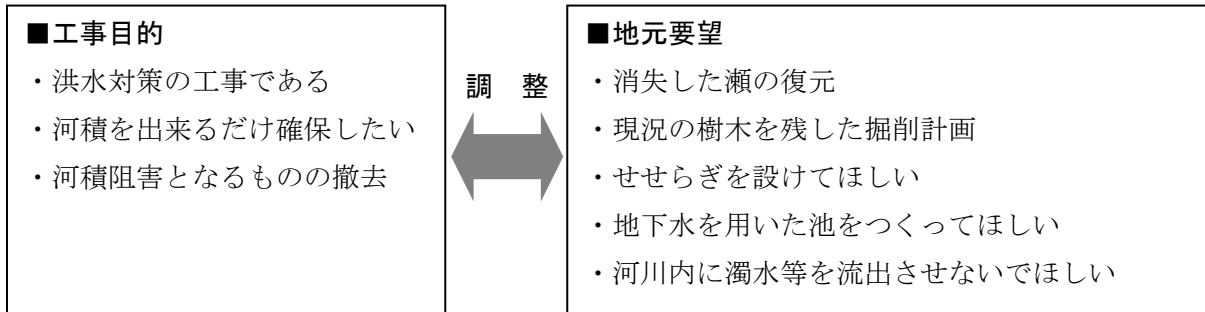 ■工事目的
・洪水対策の工事である
・河積を出来るだけ確保したい
・河積阻害となるものの撤去
調 整
■地元要望
・消失した瀬の復元
・現況の樹木を残した掘削計画
・せせらぎを設けてほしい
・地下水を用いた池をつくってほしい
・河川内に濁水等を流出させないでほしい